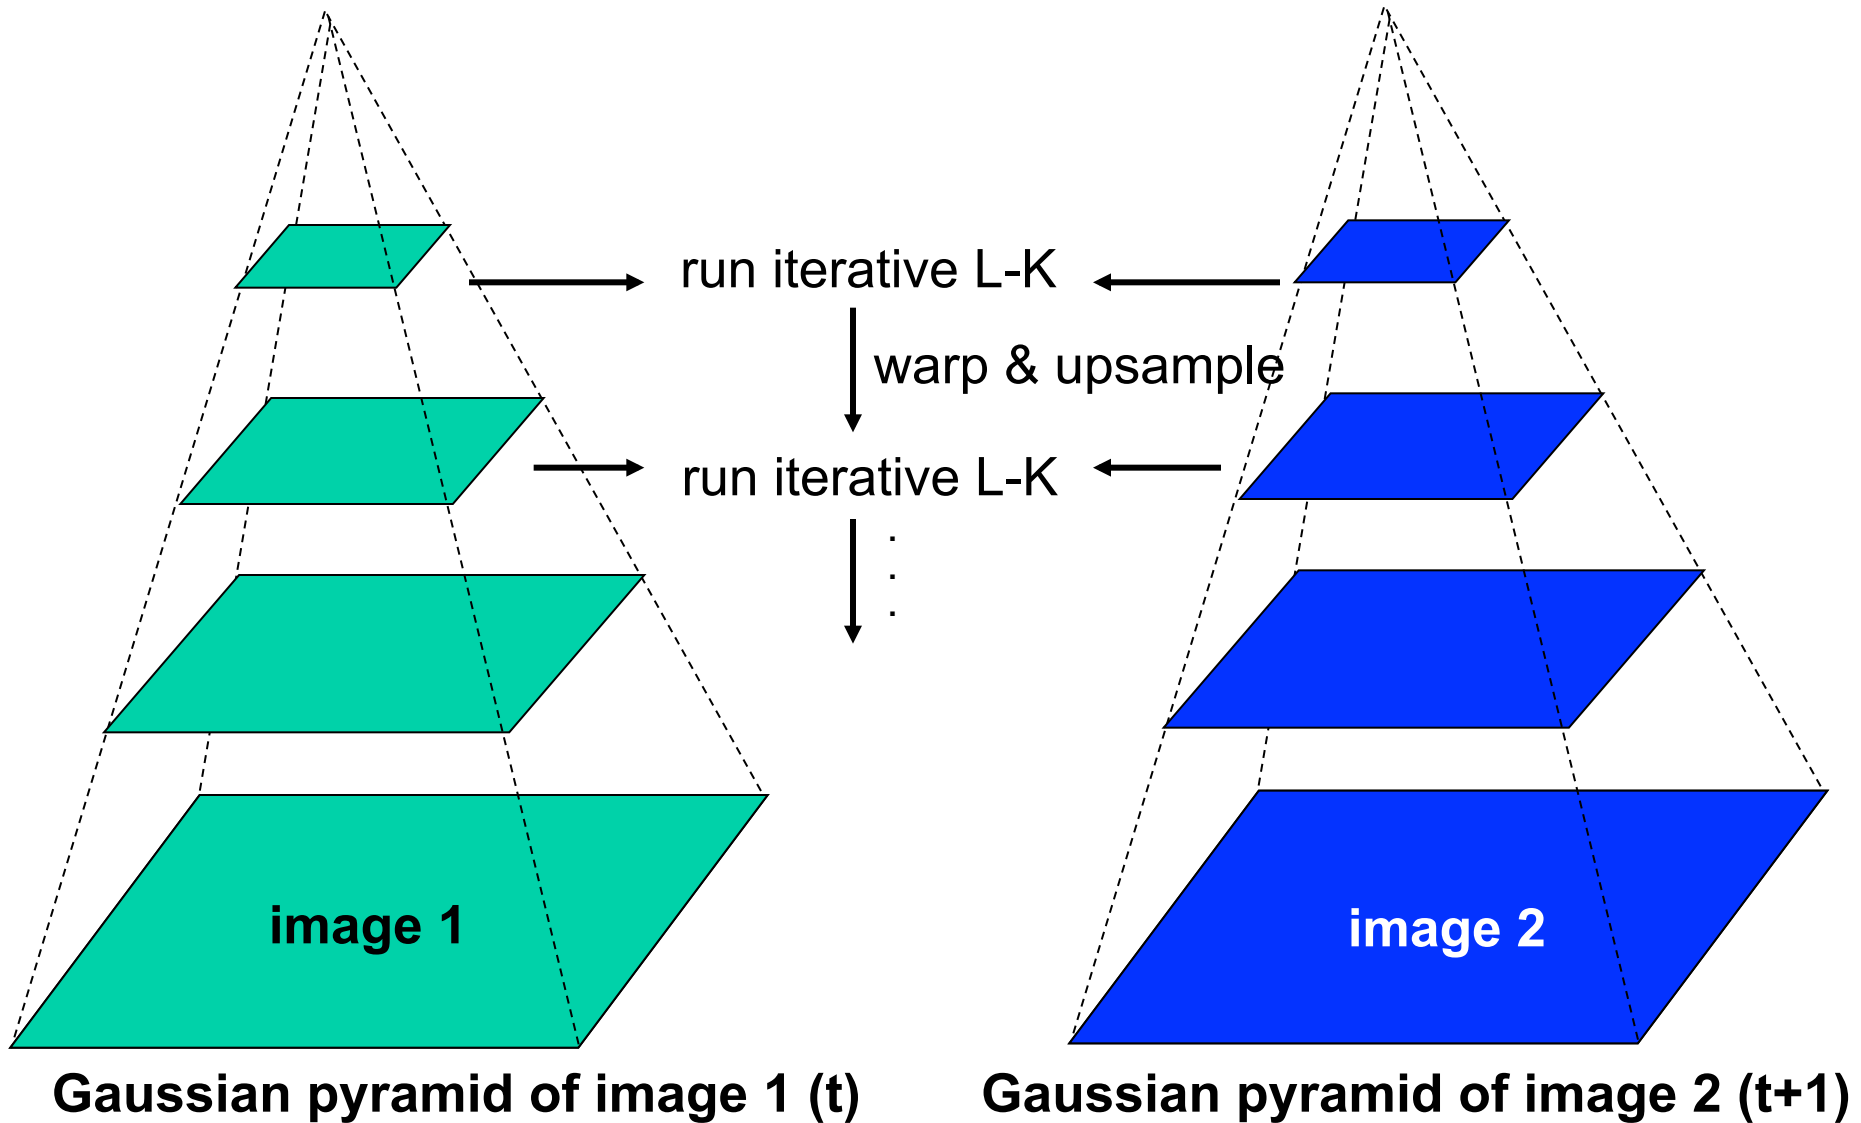 run iterative L-K
warp & upsample
run iterative L-K
.
.
.
image 1
image 2
Gaussian pyramid of image 1 (t)
Gaussian pyramid of image 2 (t+1)